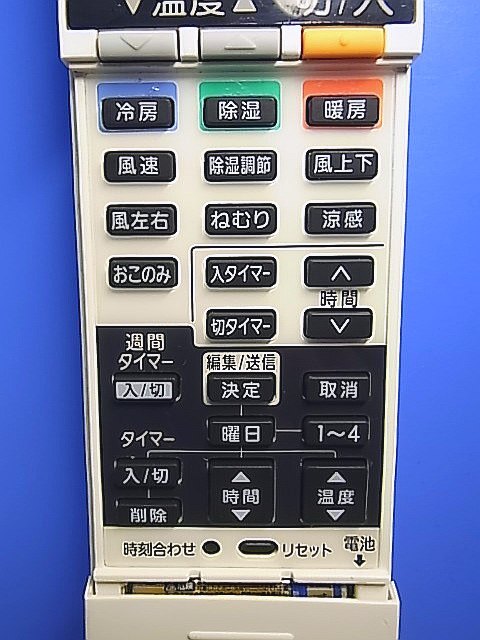 ▼温度▲ 切/入
冷房 除湿 暖房
風速 除湿調節 風上下
風左右 ねむり 涼感
おこのみ 入タイマー
時間
切タイマー
週間
タイマー 編集/送信
入/切 決定 取消
曜日 1〜4
タイマー
入/切 時間 温度
削除
時刻合わせ リセット 電池